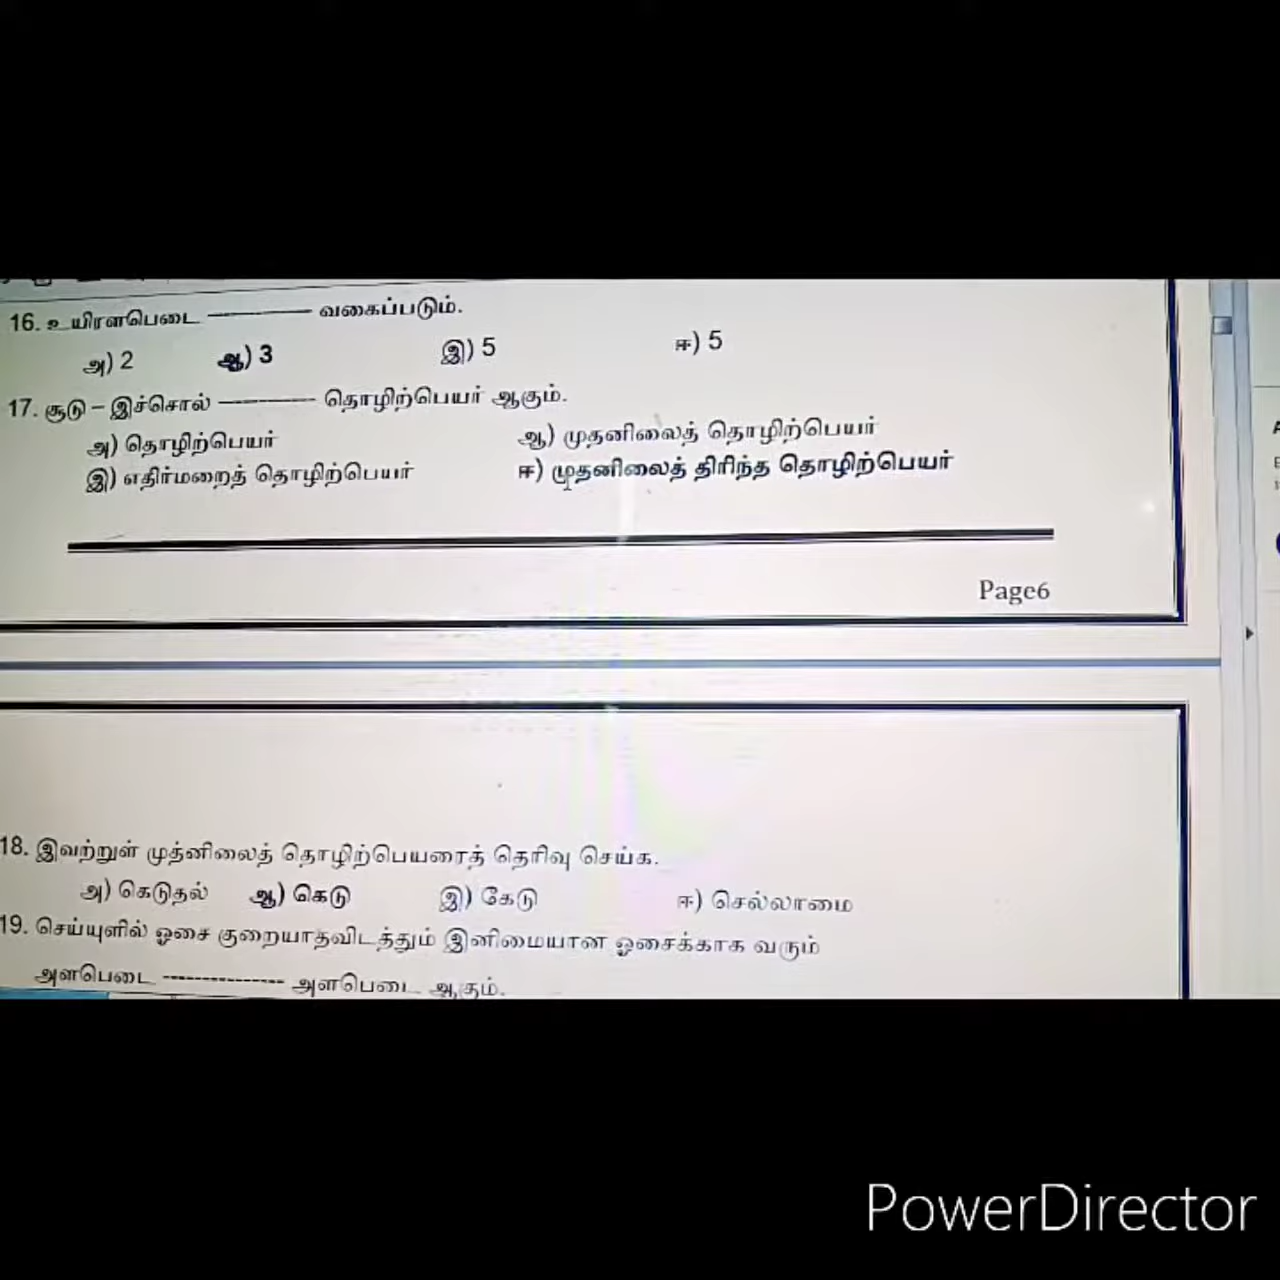 16. உயிரளபெடை ———— வகைப்படும்.
அ) 2 ஆ) 3 இ) 5 ஈ) 5
17. சூடு – இச்சொல் ———— தொழிற்பெயர் ஆகும்.
அ) தொழிற்பெயர் ஆ) முதனிலைத் தொழிற்பெயர்
இ) எதிர்மறைத் தொழிற்பெயர் ஈ) முதனிலைத் திரிந்த தொழிற்பெயர்
Page6
18. இவற்றுள் முத்னிலைத் தொழிற்பெயரைத் தெரிவு செய்க.
அ) கெடுதல் ஆ) கெடு இ) கேடு ஈ) செல்லாமை
19. செய்யுளில் ஓசை குறையாதவிடத்தும் இனிமையான ஓசைக்காக வரும்
அளபெடை --------------- அளபெடை ஆகும்.
PowerDirector